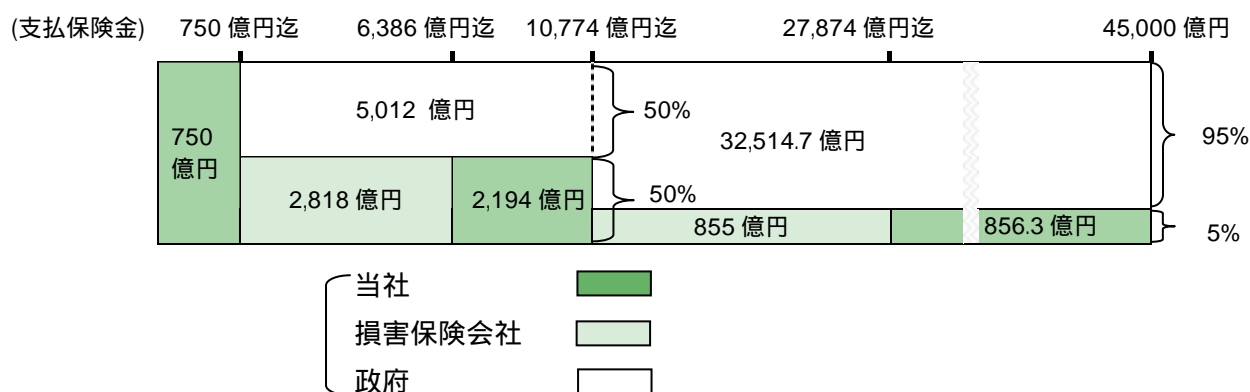 (支払保険金) 750 億円迄 6,386 億円迄 10,774 億円迄 27,874 億円迄 45,000 億円
5,012 億円
50%
750
億円
32,514.7 億円
95%
2,818 億円
2,194 億円
50%
855 億円
856.3 億円
5%
当社
損害保険会社
政府